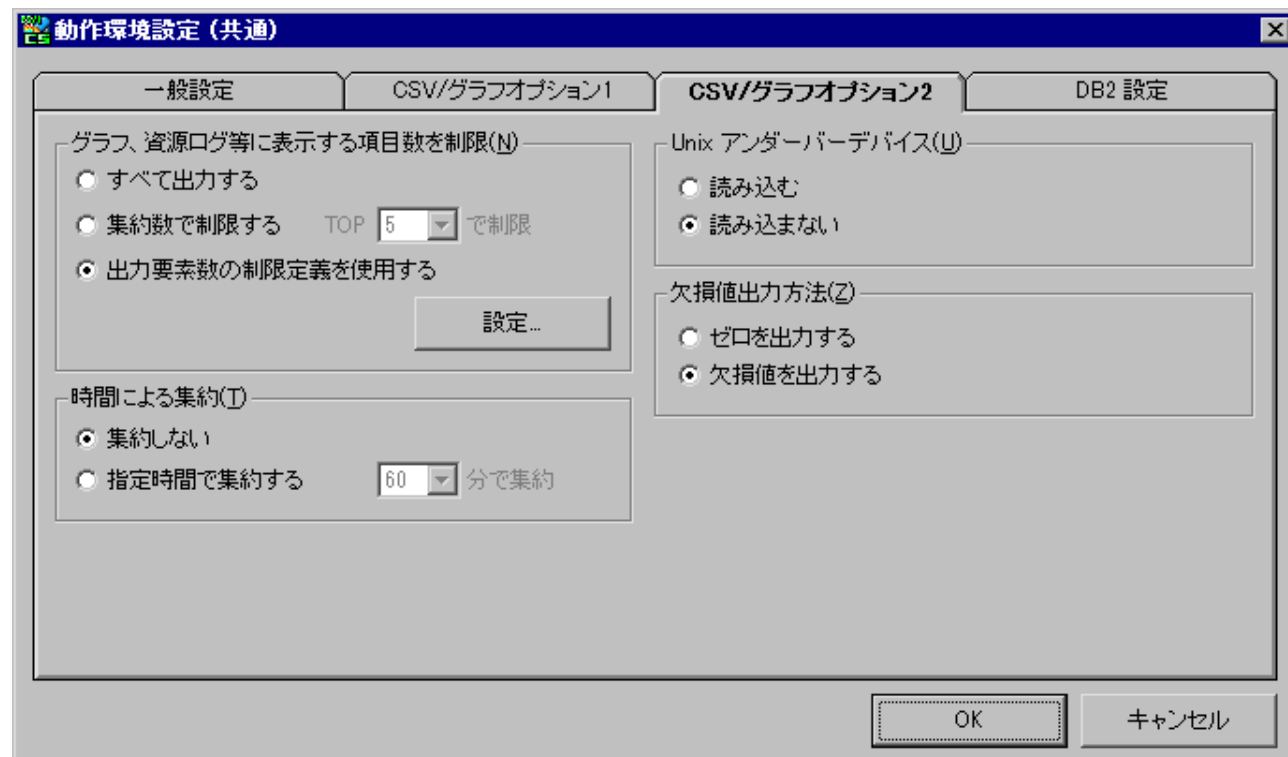 動作環境設定 (共通)
一般設定
CSV/グラフオプション1
CSV/グラフオプション2
DB2 設定
グラフ、資源ログ等に表示する項目数を制限(N)
すべて出力する
集約数で制限する TOP 5 で制限
出力要素数の制限定義を使用する
設定...
時間による集約(T)
集約しない
指定時間で集約する 60 分で集約
Unix アンダーバーデバイス(U)
読み込む
読み込まない
欠損値出力方法(Z)
ゼロを出力する
欠損値を出力する
OK
キャンセル